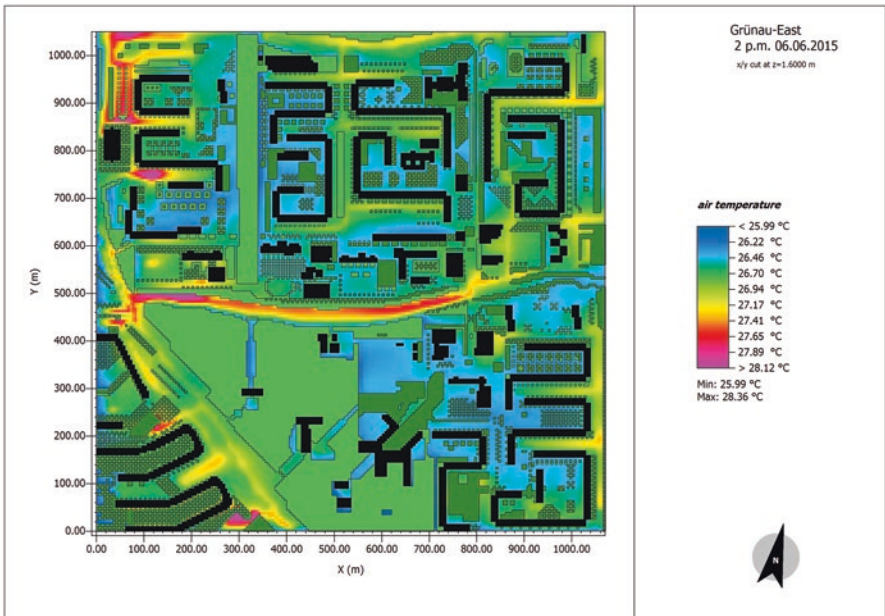 Grünau-East
2 p.m. 06.06.2015
x/y cut at z=1.6000 m
1000.00
900.00
800.00
700.00
600.00
500.00
400.00
300.00
200.00
100.00
0.00
Y (m)
0.00 100.00 200.00 300.00 400.00 500.00 600.00 700.00 800.00 900.00 1000.00
X (m)
air temperature
< 25.99 °C
26.22 °C
26.46 °C
26.70 °C
26.94 °C
27.17 °C
27.41 °C
27.65 °C
27.89 °C
> 28.12 °C
Min: 25.99 °C
Max: 28.36 °C
N